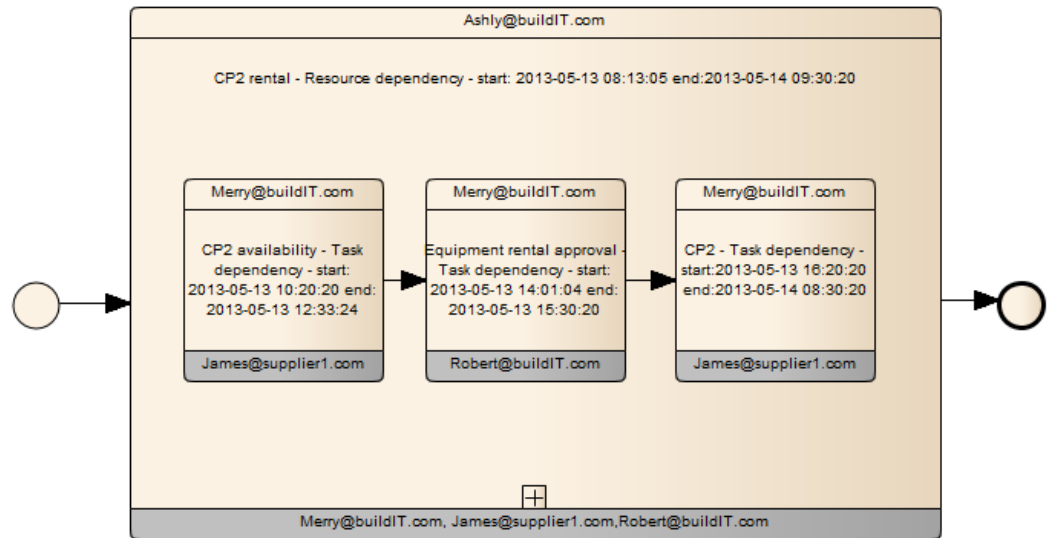 Ashly@buildIT.com
CP2 rental - Resource dependency - start: 2013-05-13 08:13:05 end:2013-05-14 09:30:20
Merry@buildIT.com
CP2 availability - Task
dependency - start:
2013-05-13 10:20:20 end:
2013-05-13 12:33:24
James@supplier1.com
Merry@buildIT.com
Equipment rental approval -
Task dependency - start:
2013-05-13 14:01:04 end:
2013-05-13 15:30:20
Robert@buildIT.com
Merry@buildIT.com
CP2 - Task dependency -
start:2013-05-13 16:20:20
end:2013-05-14 08:30:20
James@supplier1.com
Merry@buildIT.com, James@supplier1.com,Robert@buildIT.com